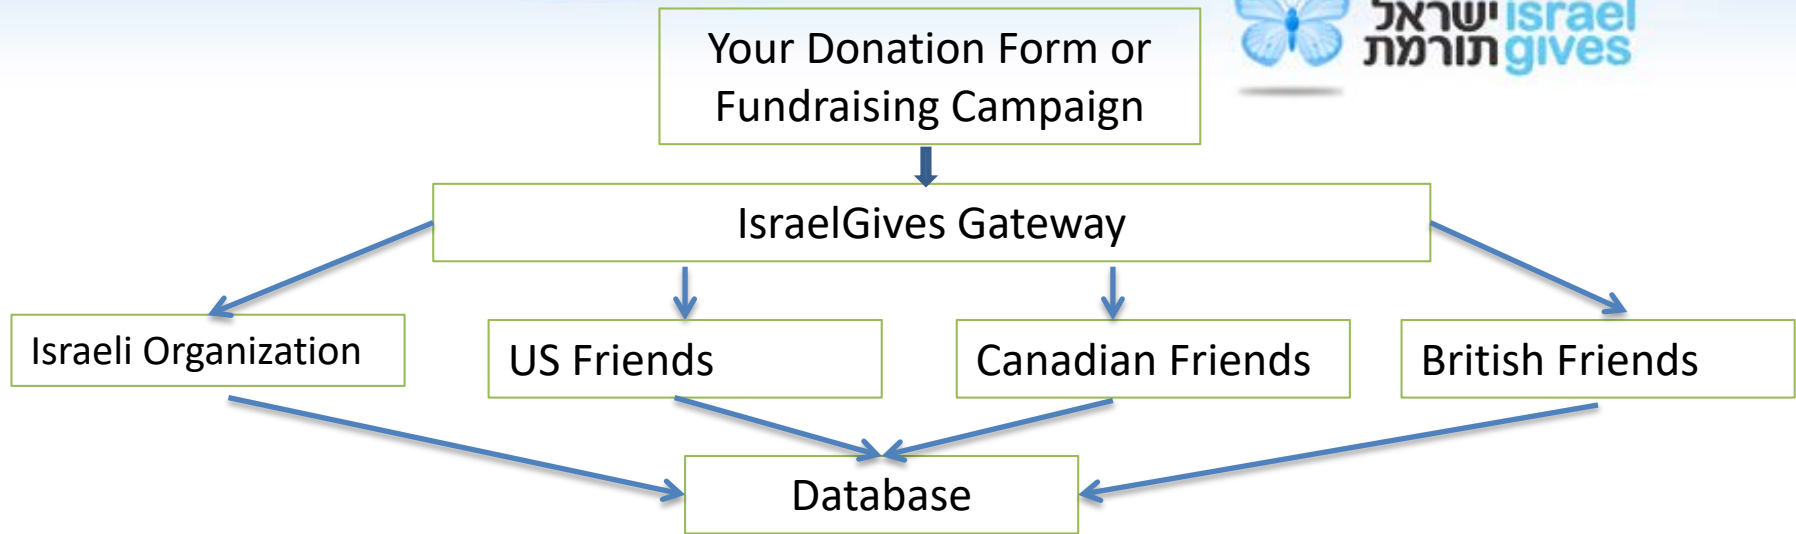 ישראל israel
תורמת gives
Your Donation Form or
Fundraising Campaign
IsraelGives Gateway
Israeli Organization
US Friends
Canadian Friends
British Friends
Database